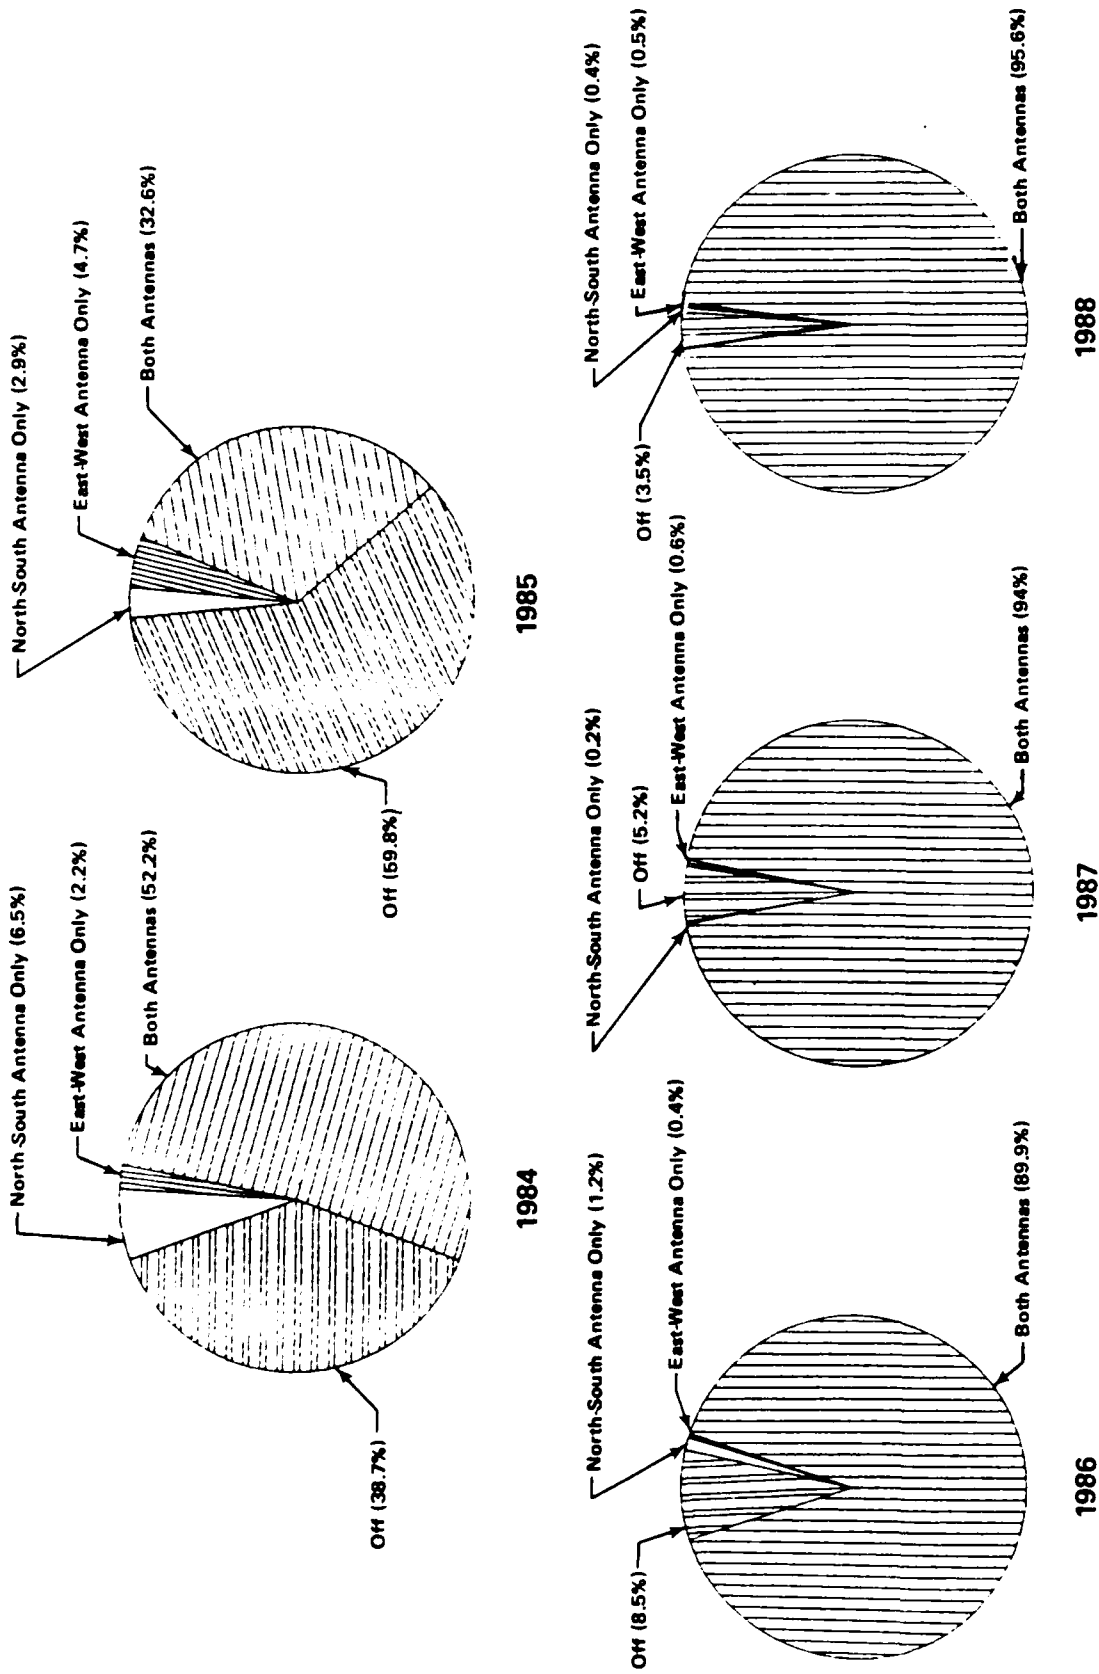 North-South Antenna Only (6.5%)
East-West Antenna Only (2.2%)
Both Antennas (52.2%)
Off (38.7%)
1984
North-South Antenna Only (2.9%)
East-West Antenna Only (4.7%)
Both Antennas (32.6%)
Off (59.8%)
1985
North-South Antenna Only (1.2%)
East-West Antenna Only (0.4%)
Off (8.5%)
Both Antennas (89.9%)
1986
North-South Antenna Only (0.2%)
Off (5.2%)
East-West Antenna Only (0.6%)
Both Antennas (94%)
1987
North-South Antenna Only (0.4%)
East-West Antenna Only (0.5%)
Off (3.5%)
Both Antennas (95.6%)
1988